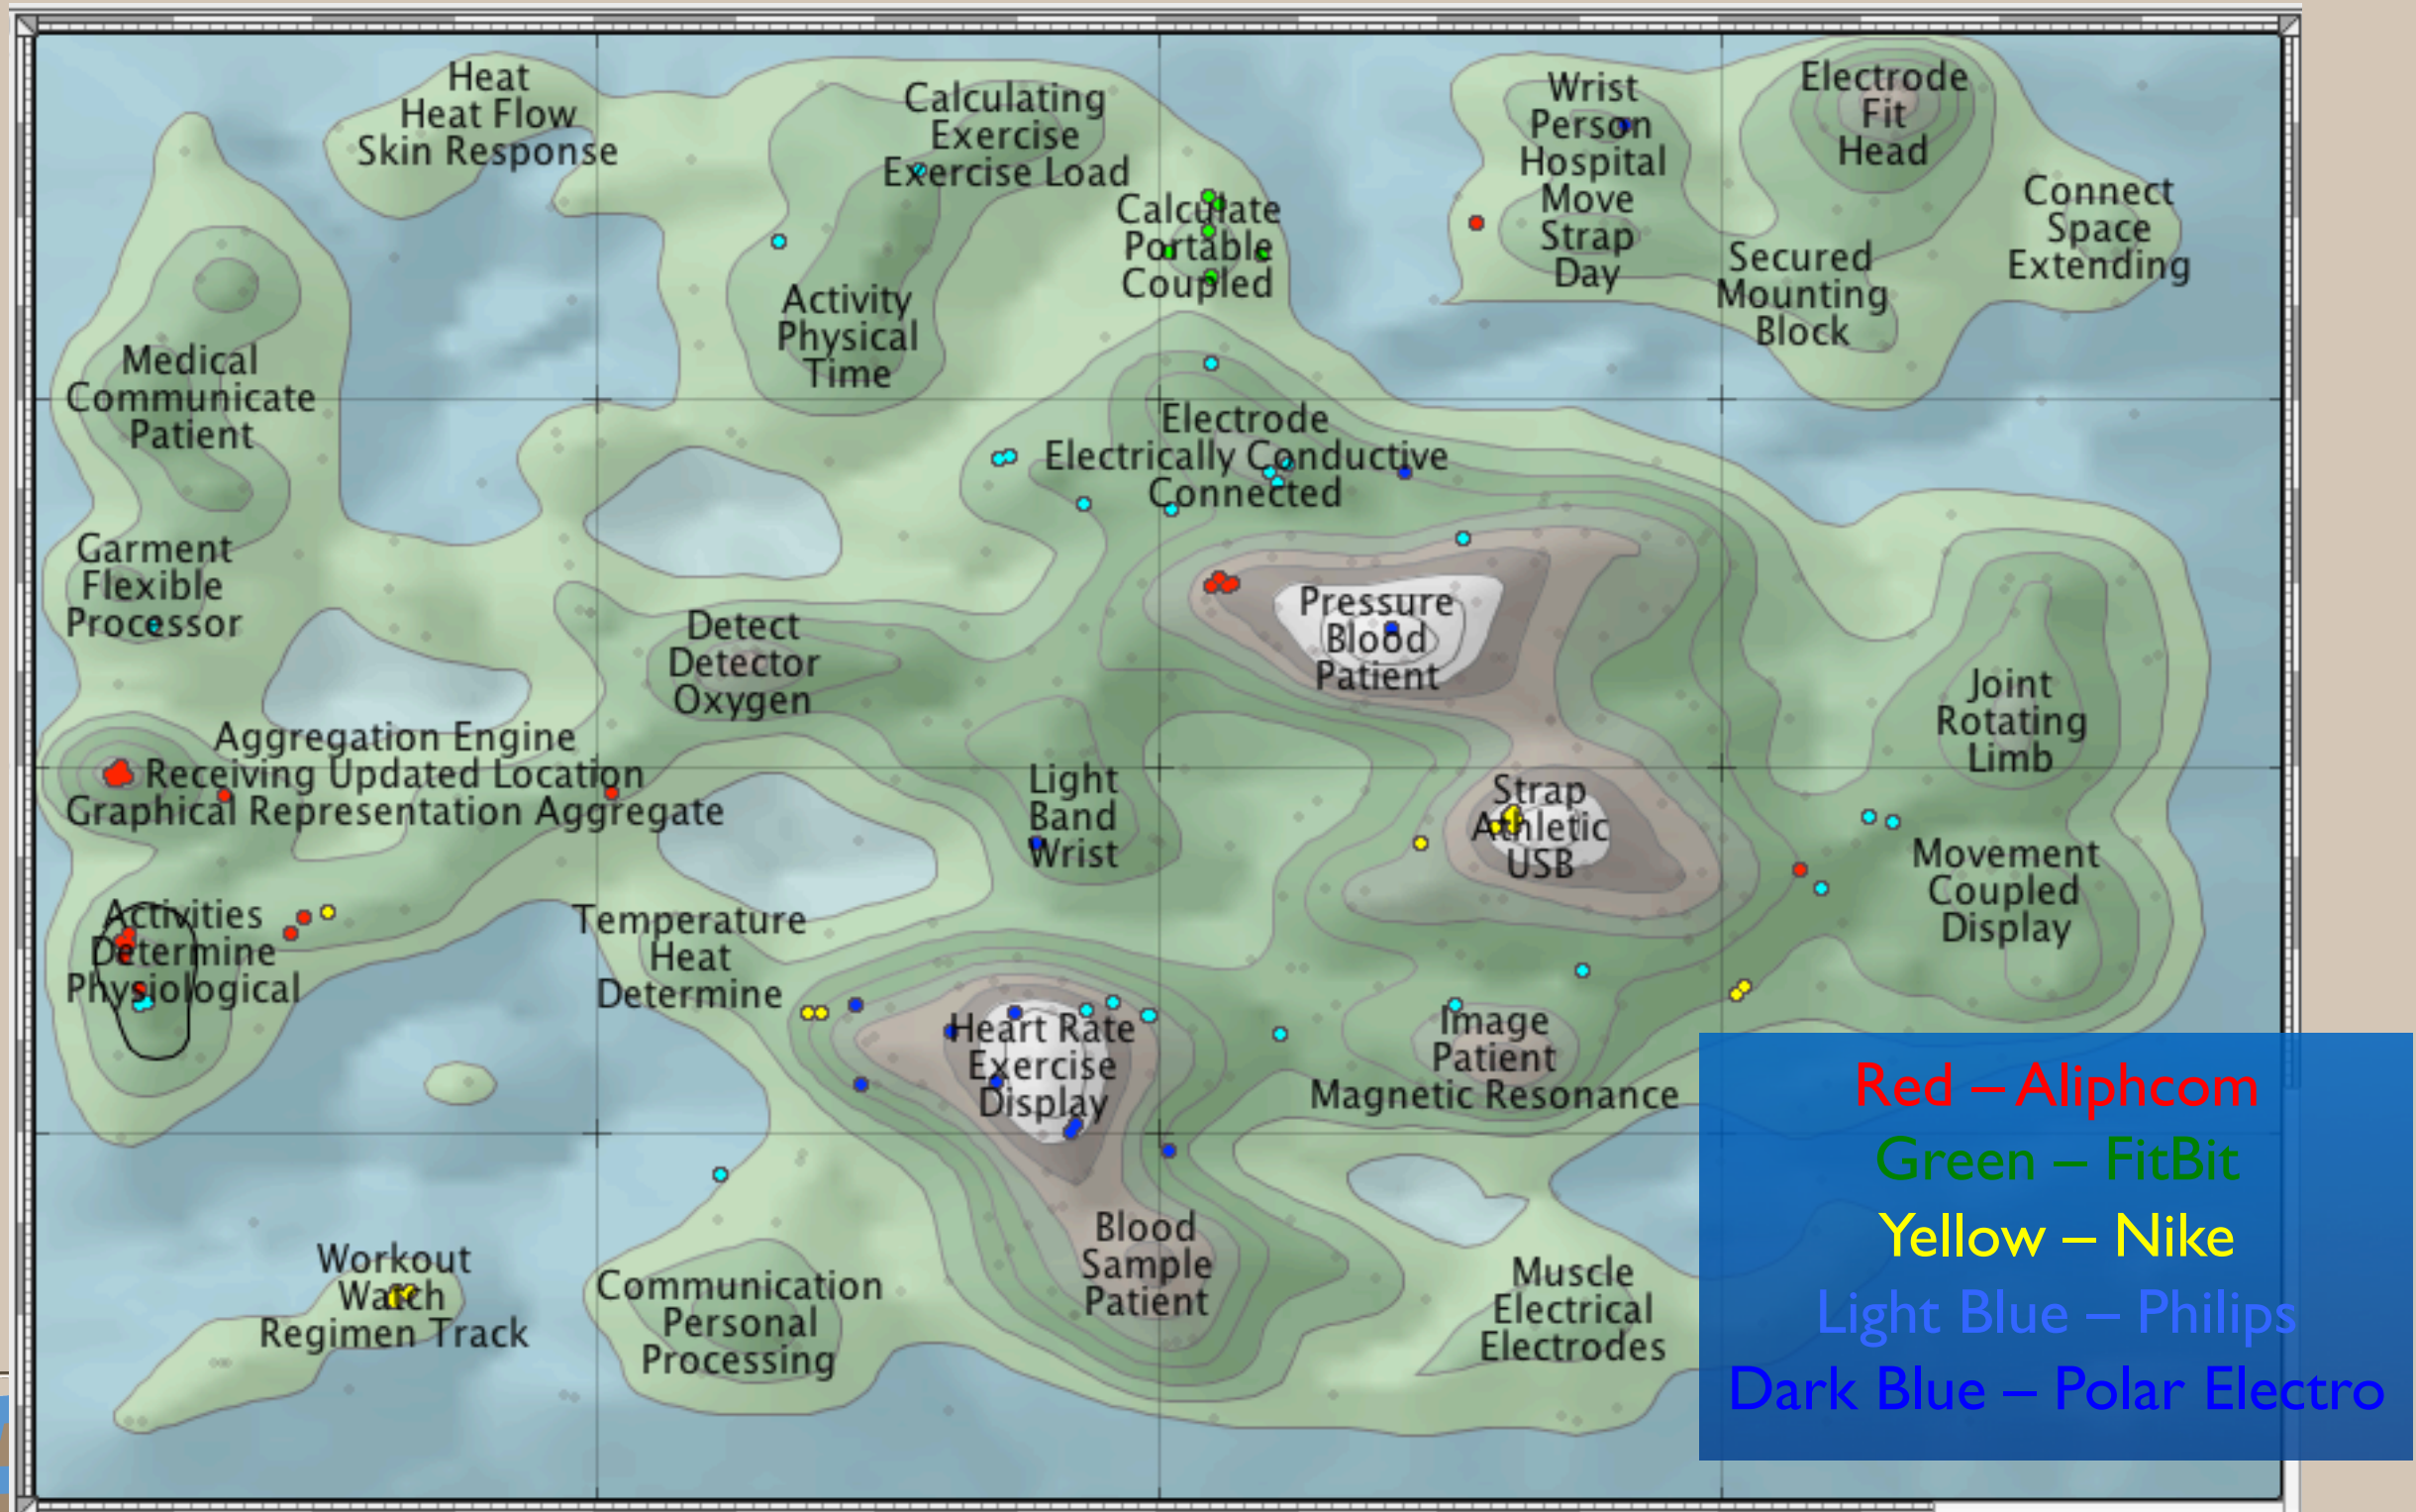 Heat
Heat Flow
Skin Response
Calculating
Exercise
Exercise Load
Wrist
Person
Hospital
Move
Strap
Day
Electrode
Fit
Head
Connect
Space
Extending
Calculate
Portable
Coupled
Secured
Mounting
Block
Activity
Physical
Time
Medical
Communicate
Patient
Electrode
Electrically Conductive
Connected
Garment
Flexible
Processor
Detect
Detector
Oxygen
Pressure
Blood
Patient
Joint
Rotating
Limb
Aggregation Engine
Receiving Updated Location
Graphical Representation Aggregate
Light
Band
Wrist
Strap
Athletic
USB
Movement
Coupled
Display
Activities
Determine
Physiological
Temperature
Heat
Determine
Heart Rate
Exercise
Display
Image
Patient
Magnetic Resonance
Workout
Watch
Regimen Track
Communication
Personal
Processing
Blood
Sample
Patient
Muscle
Electrical
Electrodes
Red – Aliphcom
Green – FitBit
Yellow – Nike
Light Blue – Philips
Dark Blue – Polar Electro